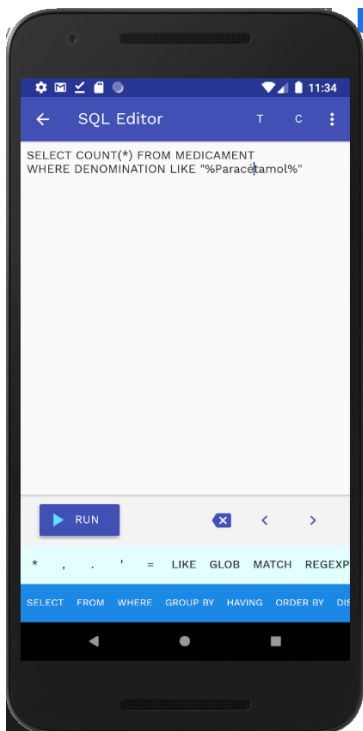 11:34
SQL Editor T C
SELECT COUNT(*) FROM MEDICAMENT
WHERE DENOMINATION LIKE "%Paracétamol%"
RUN
* , . ' = LIKE GLOB MATCH REGEXP
SELECT FROM WHERE GROUP BY HAVING ORDER BY DIS